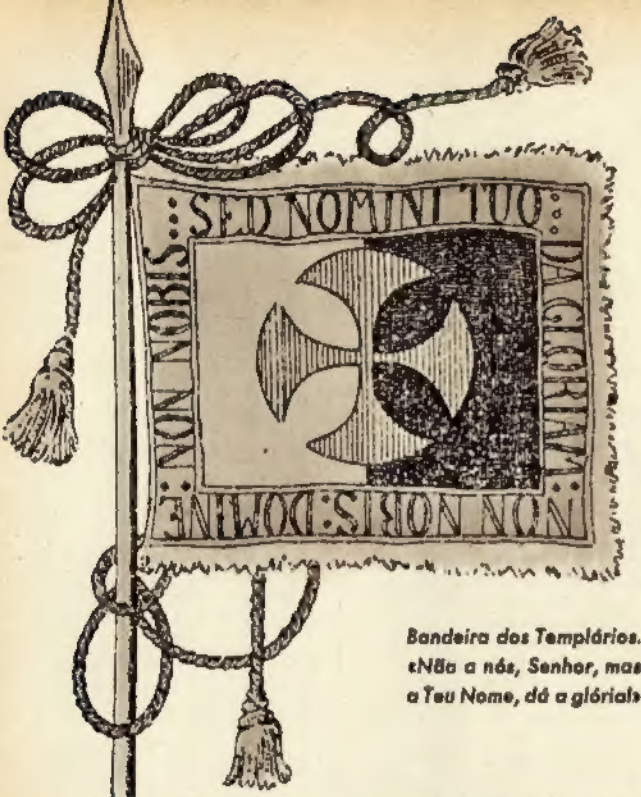 NON NOBIS: DOMINE:
NON NOBIS:
SED NOMINI TUO:
DA GLORIAM:
Bandeira dos Templários.
«Não a nós, Senhor, mas
a Teu Nome, dá a glória!»